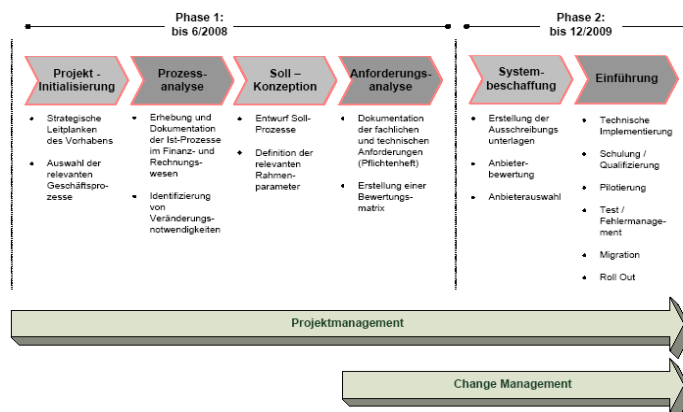 Phase 1:
bis 6/2008
Phase 2:
bis 12/2009
Projekt -
Initialisierung
Prozess-
analyse
Soll –
Konzeption
Anforderungs-
analyse
System-
beschaffung
Einführung
Strategische
Leitplanken
des Vorhabens
Auswahl der
relevanten
Geschäftspro-
zesse
Erhebung und
Dokumentation
der Ist-Prozesse
im Finanz- und
Rechnungs-
wesen
Identifizierung
von
Veränderungs-
notwendigkeiten
Entwurf Soll-
Prozesse
Definition der
relevanten
Rahmen-
parameter
Dokumentation
der fachlichen
und technischen
Anforderungen
(Pflichtenheft)
Erstellung einer
Bewertungs-
matrix
Erstellung der
Ausschreibungs
unterlagen
Anbieter-
bewertung
Anbieterauswahl
Technische
Implementierung
Schulung /
Qualifizierung
Pilotierung
Test /
Fehlermanage-
ment
Migration
Roll Out
Projektmanagement
Change Management